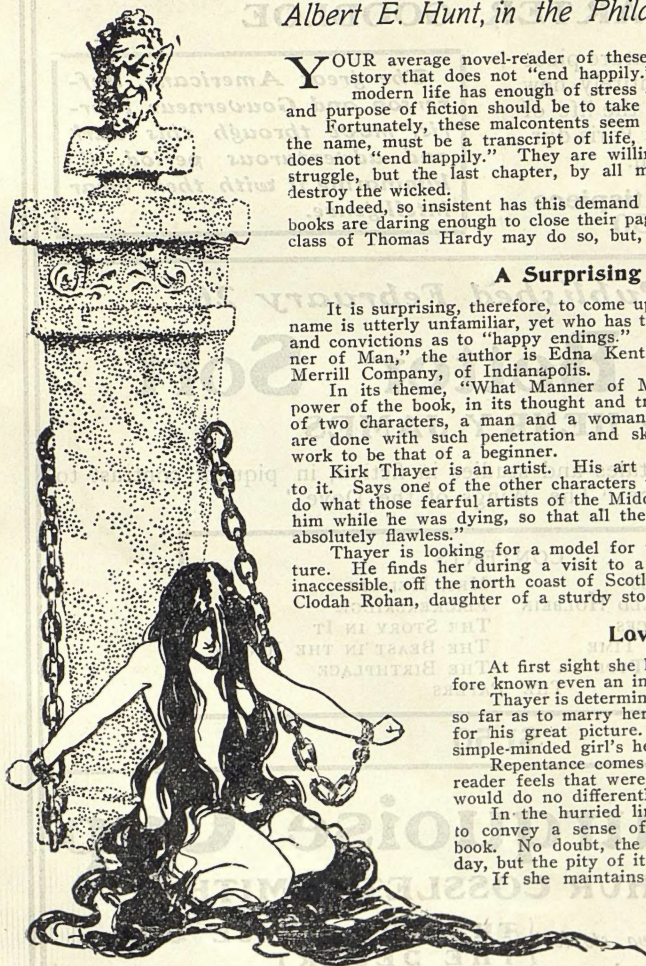 Albert E. Hunt, in the Phila
YOUR average novel-reader of these
story that does not "end happily."
modern life has enough of stress
and purpose of fiction should be to take
Fortunately, these malcontents seem
the name, must be a transcript of life,
does not "end happily." They are willin
struggle, but the last chapter, by all m
destroy the wicked.
Indeed, so insistent has this demand
books are daring enough to close their pag
class of Thomas Hardy may do so, but,
A Surprising
It is surprising, therefore, to come up
name is utterly unfamiliar, yet who has t
and convictions as to "happy endings."
ner of Man," the author is Edna Kent
Merrill Company, of Indianapolis.
In its theme, "What Manner of M
power of the book, in its thought and tr
of two characters, a man and a woman
are done with such penetration and sk
work to be that of a beginner.
Kirk Thayer is an artist. His art
to it. Says one of the other characters
do what those fearful artists of the Midd
him while he was dying, so that all the
absolutely flawless."
Thayer is looking for a model for
ture. He finds her during a visit to a
inaccessible, off the north coast of Scotl
Clodah Rohan, daughter of a sturdy sto
Lov
At first sight she
fore known even an in
Thayer is determin
so far as to marry her
for his great picture.
simple-minded girl's he
Repentance comes
reader feels that were
would do no different
In the hurried lin
to convey a sense of
book. No doubt, the
day, but the pity of it
If she maintains